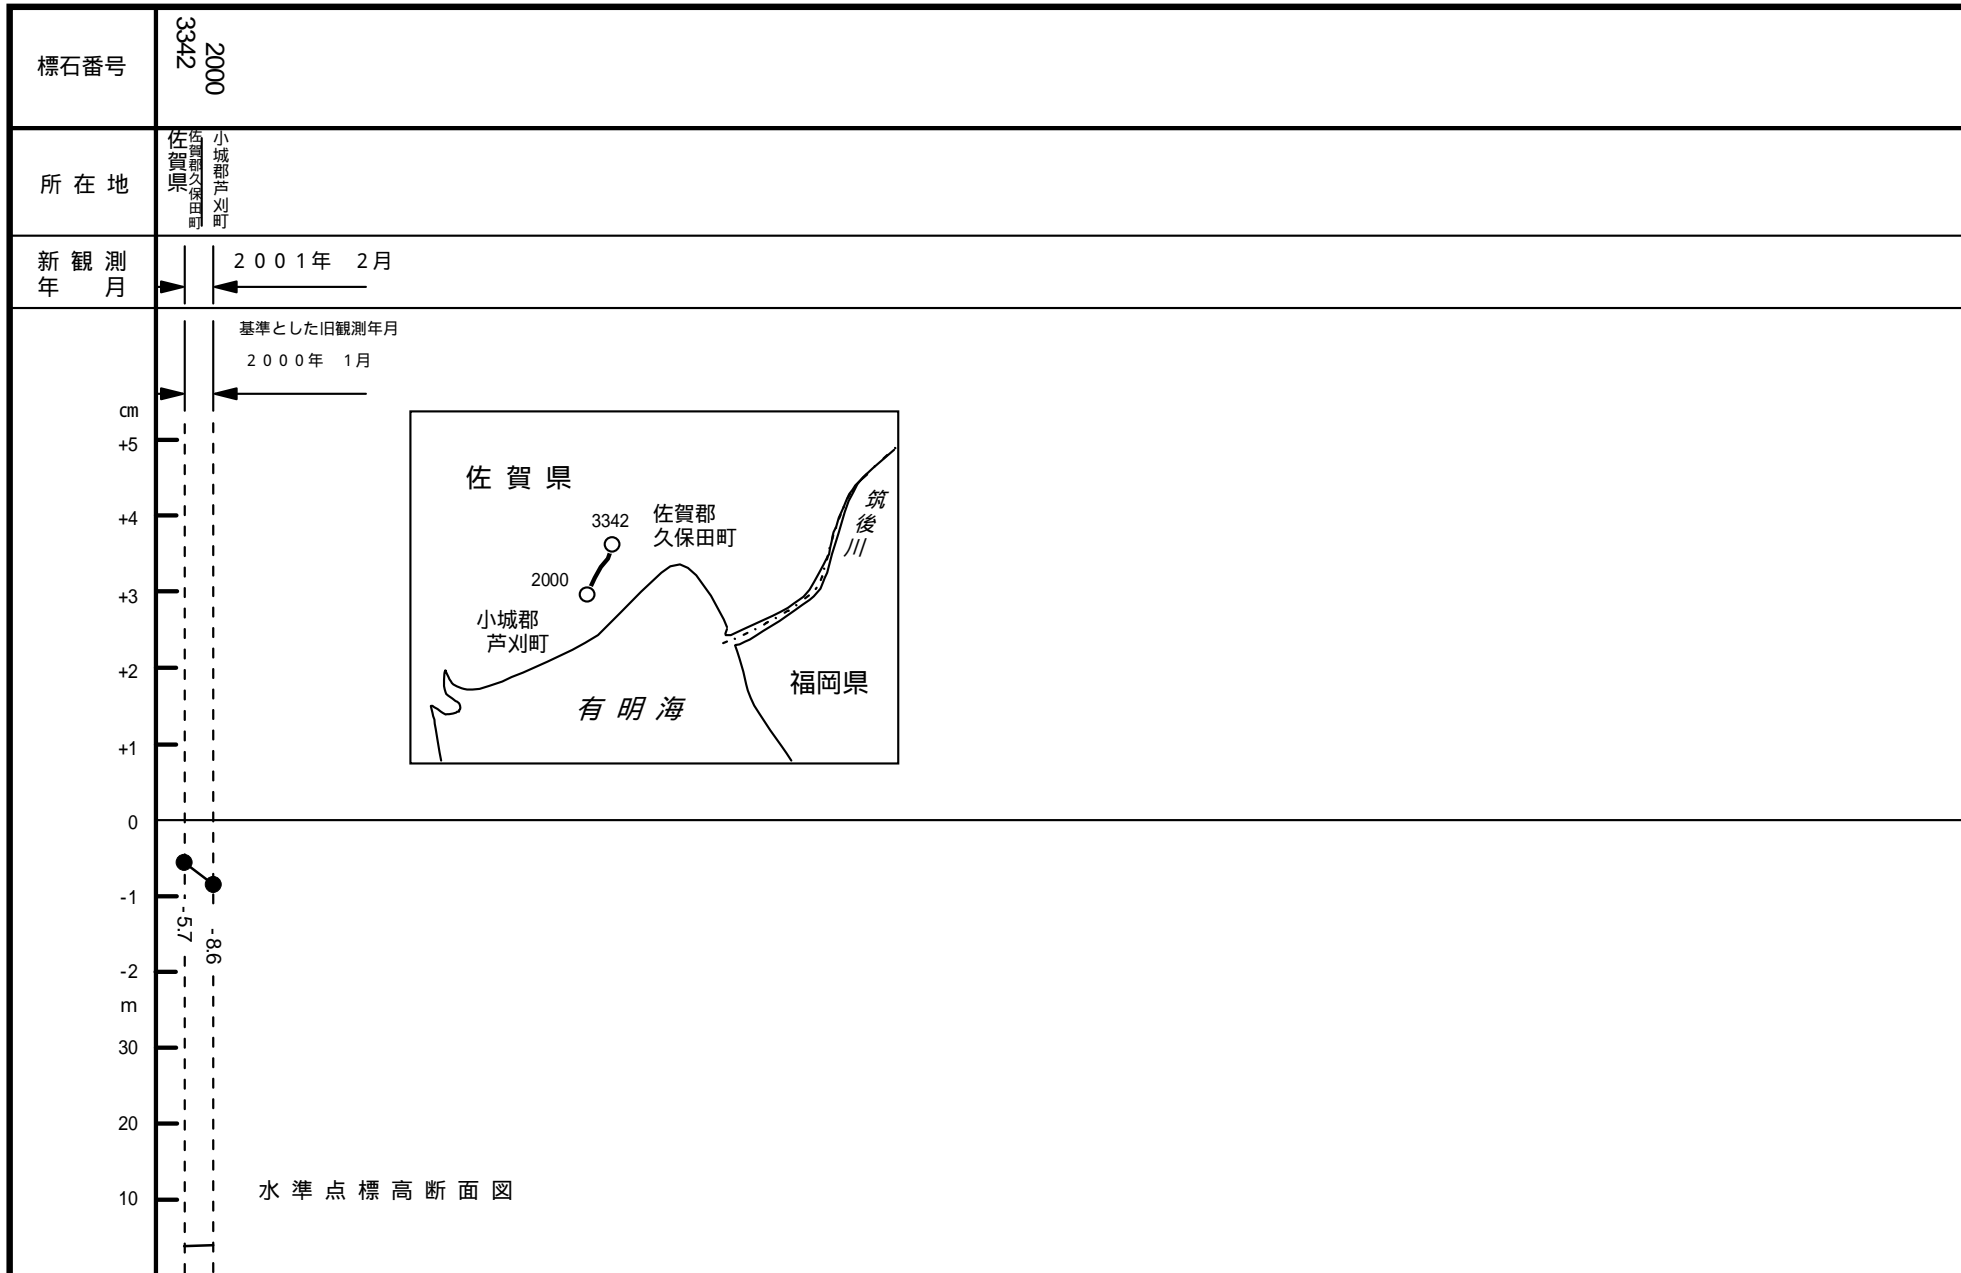 標石番号
3342
2000
所在地
佐賀県
佐賀郡久保田町
小城郡芦刈町
新観測
年　月
2001年 2月
基準とした旧観測年月
2000年 1月
cm
+5
+4
+3
+2
+1
0
-1
-2
m
30
20
10
佐賀県
3342
佐賀郡
久保田町
2000
小城郡
芦刈町
筑後川
有明海
福岡県
-5.7
-8.6
水準点標高断面図